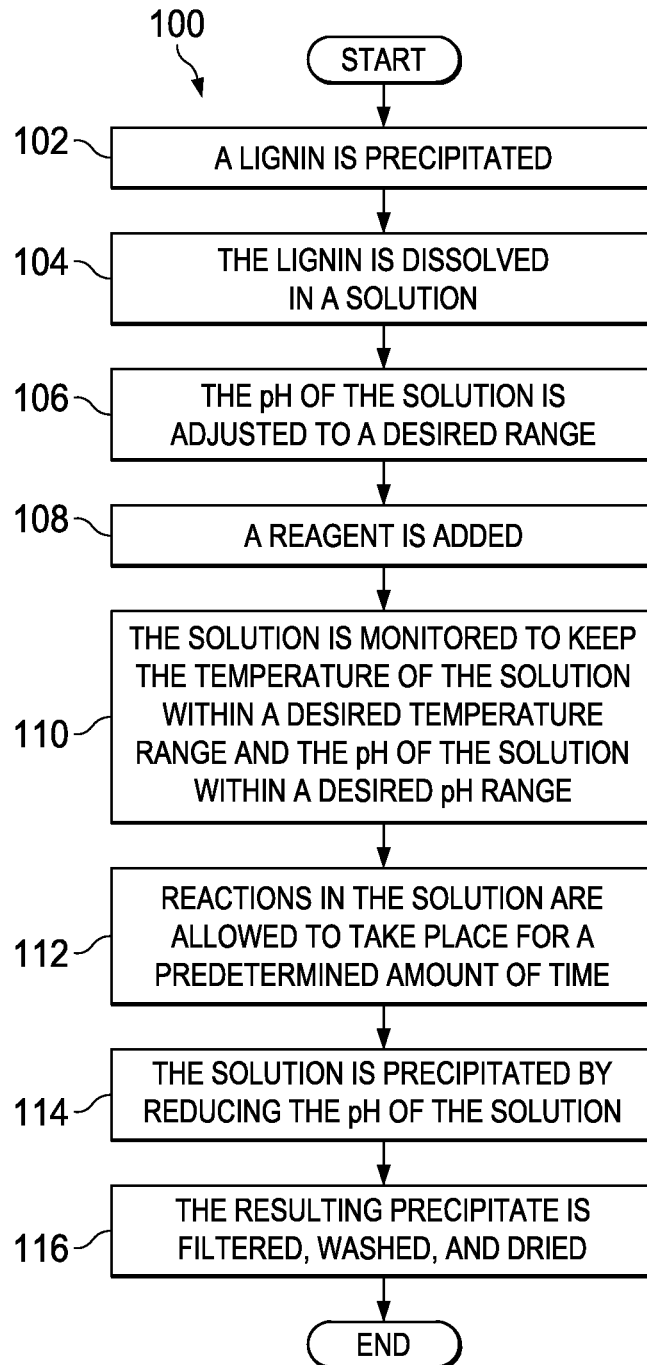 100
START
102
A LIGNIN IS PRECIPITATED
104
THE LIGNIN IS DISSOLVED
IN A SOLUTION
106
THE pH OF THE SOLUTION IS
ADJUSTED TO A DESIRED RANGE
108
A REAGENT IS ADDED
110
THE SOLUTION IS MONITORED TO KEEP
THE TEMPERATURE OF THE SOLUTION
WITHIN A DESIRED TEMPERATURE
RANGE AND THE pH OF THE SOLUTION
WITHIN A DESIRED pH RANGE
112
REACTIONS IN THE SOLUTION ARE
ALLOWED TO TAKE PLACE FOR A
PREDETERMINED AMOUNT OF TIME
114
THE SOLUTION IS PRECIPITATED BY
REDUCING THE pH OF THE SOLUTION
116
THE RESULTING PRECIPITATE IS
FILTERED, WASHED, AND DRIED
END